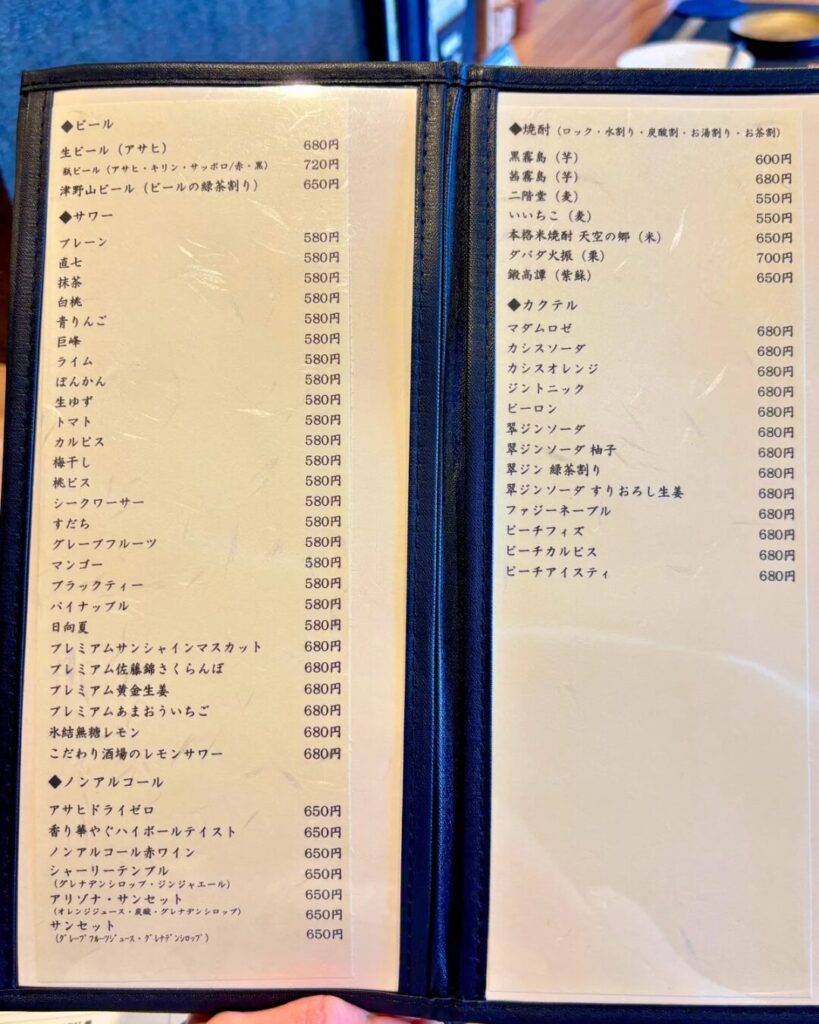 ◆ビール
生ビール（アサヒ） 680円
瓶ビール（アサヒ・キリン・サッポロ/赤・黒） 720円
津野山ビール（ビールの緑茶割り） 650円
◆サワー
プレーン 580円
直七 580円
抹茶 580円
白桃 580円
青りんご 580円
巨峰 580円
ライム 580円
ぽんかん 580円
生ゆず 580円
トマト 580円
カルピス 580円
梅干し 580円
桃ピス 580円
シークワーサー 580円
すだち 580円
グレープフルーツ 580円
マンゴー 580円
ブラックティー 580円
パイナップル 580円
日向夏 580円
プレミアムサンシャインマスカット 680円
プレミアム佐藤錦さくらんぼ 680円
プレミアム黄金生姜 680円
プレミアムあまおういちご 680円
氷結無糖レモン 680円
こだわり酒場のレモンサワー 680円
◆ノンアルコール
アサヒドライゼロ 650円
香り華やぐハイボールテイスト 650円
ノンアルコール赤ワイン 650円
シャーリーテンプル 650円
（グレナデンシロップ・ジンジャエール）
アリゾナ・サンセット 650円
（オレンジジュース・炭酸・グレナデンシロップ） 650円
サンセット 650円
（ｸﾞﾚｰﾌﾟﾌﾙｰﾂｼﾞｭｰｽ・ｸﾞﾚﾅﾃﾞﾝｼﾛｯﾌﾟ）
◆焼酎（ロック・水割り・炭酸割・お湯割り・お茶割）
黒霧島（芋） 600円
茜霧島（芋） 680円
二階堂（麦） 550円
いいちこ（麦） 550円
本格米焼酎 天空の郷（米） 650円
ダバダ火振（栗） 700円
鍛高譚（紫蘇） 650円
◆カクテル
マダムロゼ 680円
カシスソーダ 680円
カシスオレンジ 680円
ジントニック 680円
ビーロン 680円
翠ジンソーダ 680円
翠ジンソーダ 柚子 680円
翠ジン 緑茶割り 680円
翠ジンソーダ すりおろし生姜 680円
ファジーネーブル 680円
ピーチフィズ 680円
ピーチカルピス 680円
ピーチアイスティ 680円